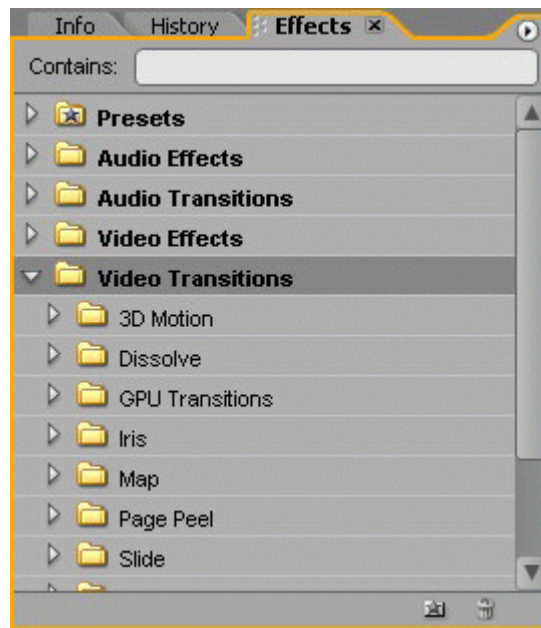 Info History Effects
Contains:
Presets
Audio Effects
Audio Transitions
Video Effects
Video Transitions
3D Motion
Dissolve
GPU Transitions
Iris
Map
Page Peel
Slide